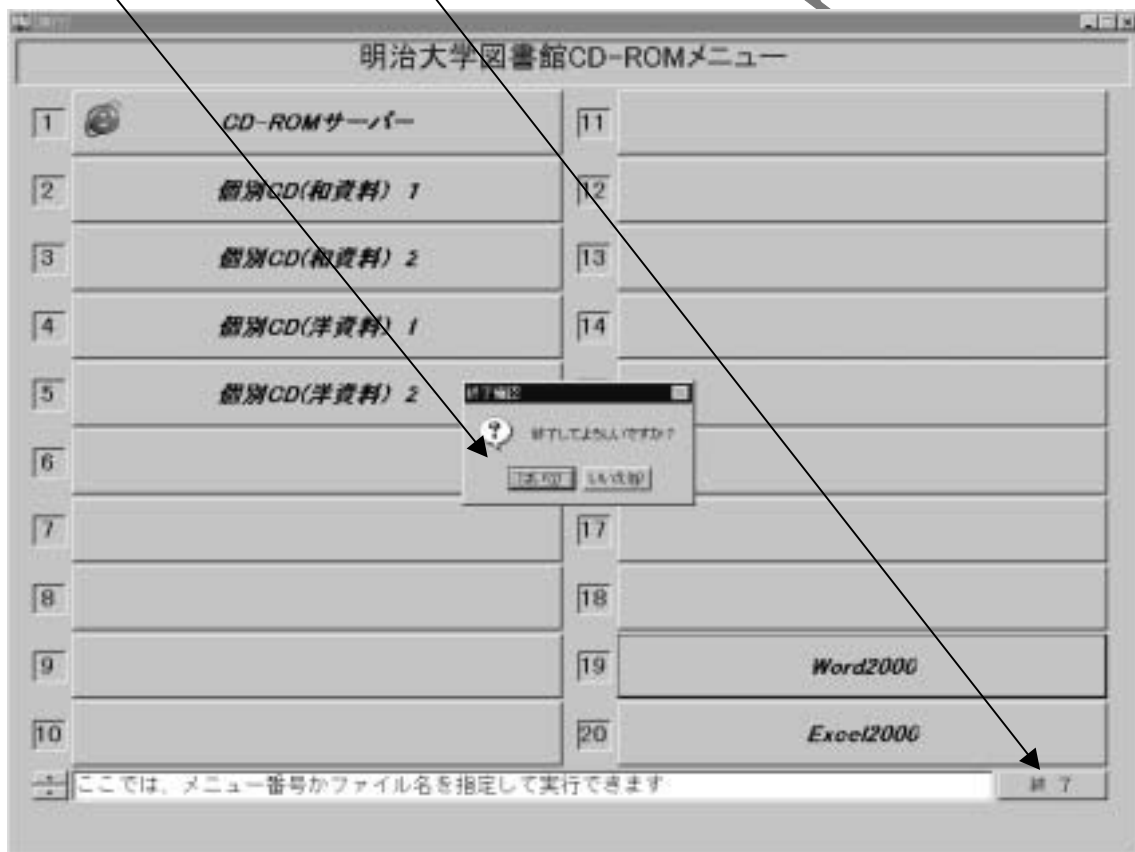 明治大学図書館CD-ROMメニュー
1 CD-ROMサーバー
2 個別CD(和資料) 1
3 個別CD(和資料) 2
4 個別CD(洋資料) 1
5 個別CD(洋資料) 2
6
7
8
9
10
11
12
13
14
17
18
19 Word2000
20 Excel2000
終了確認
終了してよろしいですか?
はい(Y) いいえ(N)
ここでは、メニュー番号かファイル名を指定して実行できます
終 了